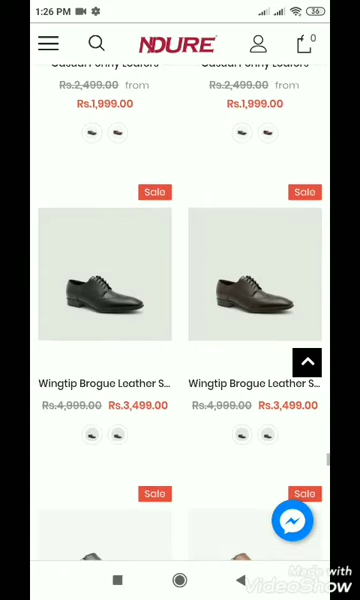 1:26 PM
36
NDURE
0
Casual Penny Loafers
Casual Penny Loafers
Rs.2,499.00 from
Rs.2,499.00 from
Rs.1,999.00
Rs.1,999.00
Sale
Sale
Wingtip Brogue Leather S...
Wingtip Brogue Leather S...
Rs.4,999.00 Rs.3,499.00
Rs.4,999.00 Rs.3,499.00
Sale
Sale
Made with
VideoShow